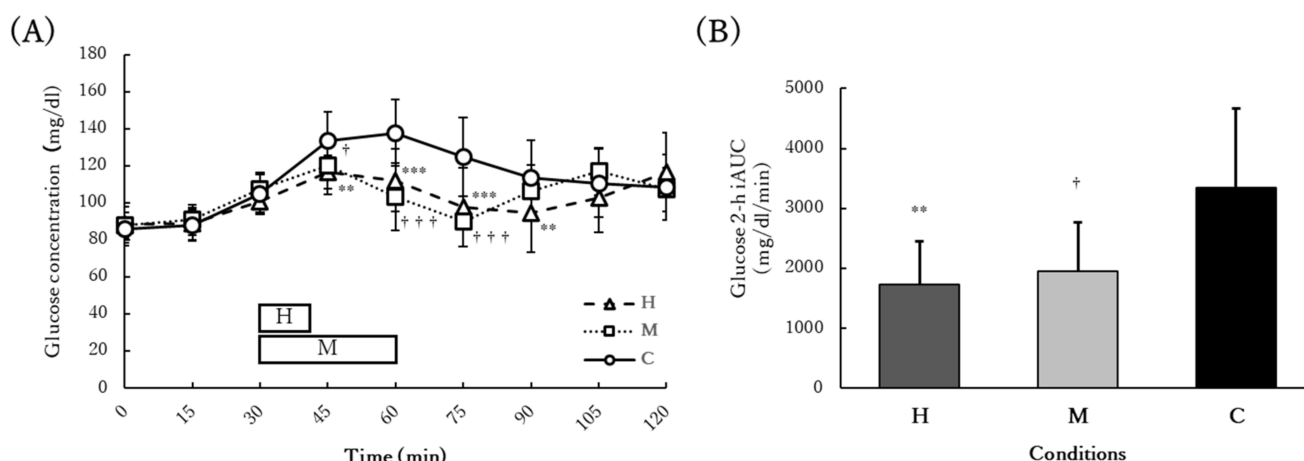 (A)
Glucose concentration (mg/dl)
180
160
140
120
100
80
60
40
20
0
†
**
***
†††
***
†††
**
H
M
H
M
C
0
15
30
45
60
75
90
105
120
Time (min)
(B)
Glucose 2-h iAUC
(mg/dl/min)
5000
4000
3000
2000
1000
0
**
†
H
M
C
Conditions